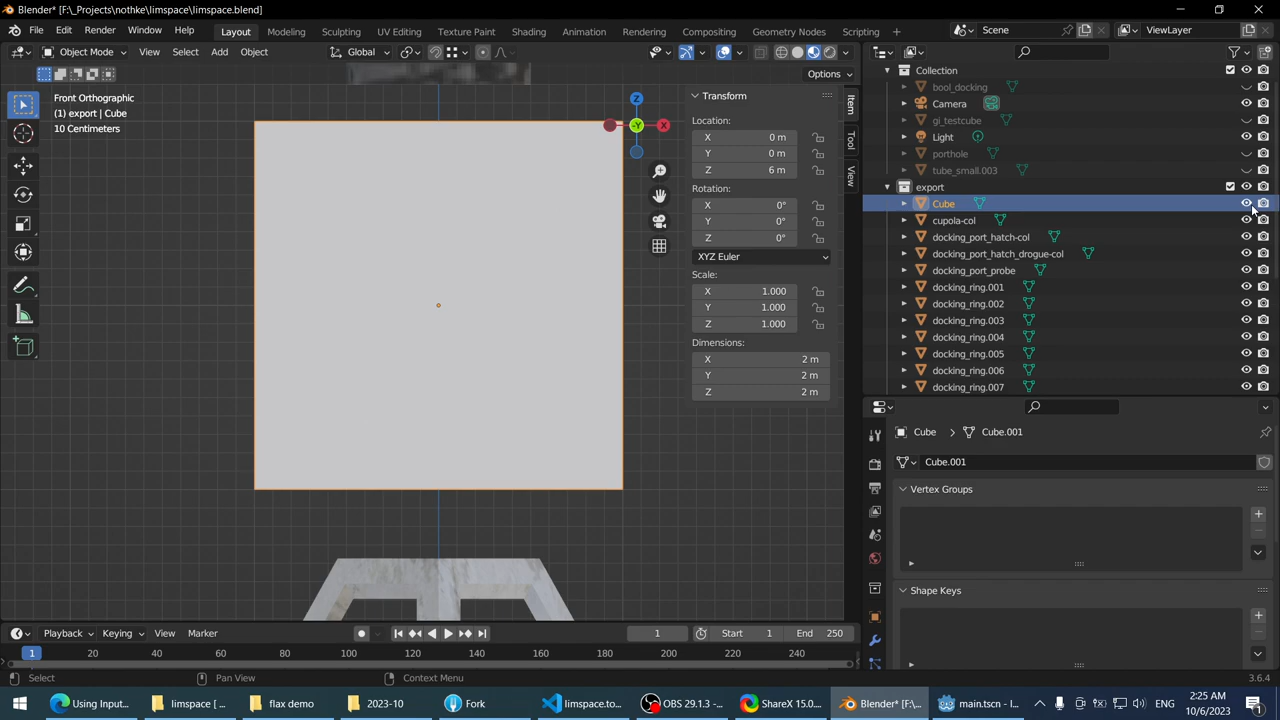 Blender* [F:\_Projects\nothke\limspace\limspace.blend]
File Edit Render Window Help Layout Modeling Sculpting UV Editing Texture Paint Shading Animation Rendering Compositing Geometry Nodes Scripting + Scene ViewLayer
Object Mode View Select Add Object Global
Options
Front Orthographic
(1) export | Cube
10 Centimeters
Z
-Y
X
Transform
Location:
X 0 m
Y 0 m
Z 6 m
Rotation:
X 0°
Y 0°
Z 0°
XYZ Euler
Scale:
X 1.000
Y 1.000
Z 1.000
Dimensions:
X 2 m
Y 2 m
Z 2 m
Item
Tool
View
Collection
bool_docking
Camera
gi_testcube
Light
porthole
tube_small.003
export
Cube
cupola-col
docking_port_hatch-col
docking_port_hatch_drogue-col
docking_port_probe
docking_ring.001
docking_ring.002
docking_ring.003
docking_ring.004
docking_ring.005
docking_ring.006
docking_ring.007
Cube > Cube.001
Cube.001
Vertex Groups
Shape Keys
Playback Keying View Marker 1 Start 1 End 250
1 20 40 60 80 100 120 140 160 180 200 220 240
Select Pan View Context Menu 3.6.4
Using Input... limspace [ ... flax demo 2023-10 Fork limspace.to... OBS 29.1.3 -... ShareX 15.0... Blender* [F:\... main.tscn - l...
2:25 AM
10/6/2023